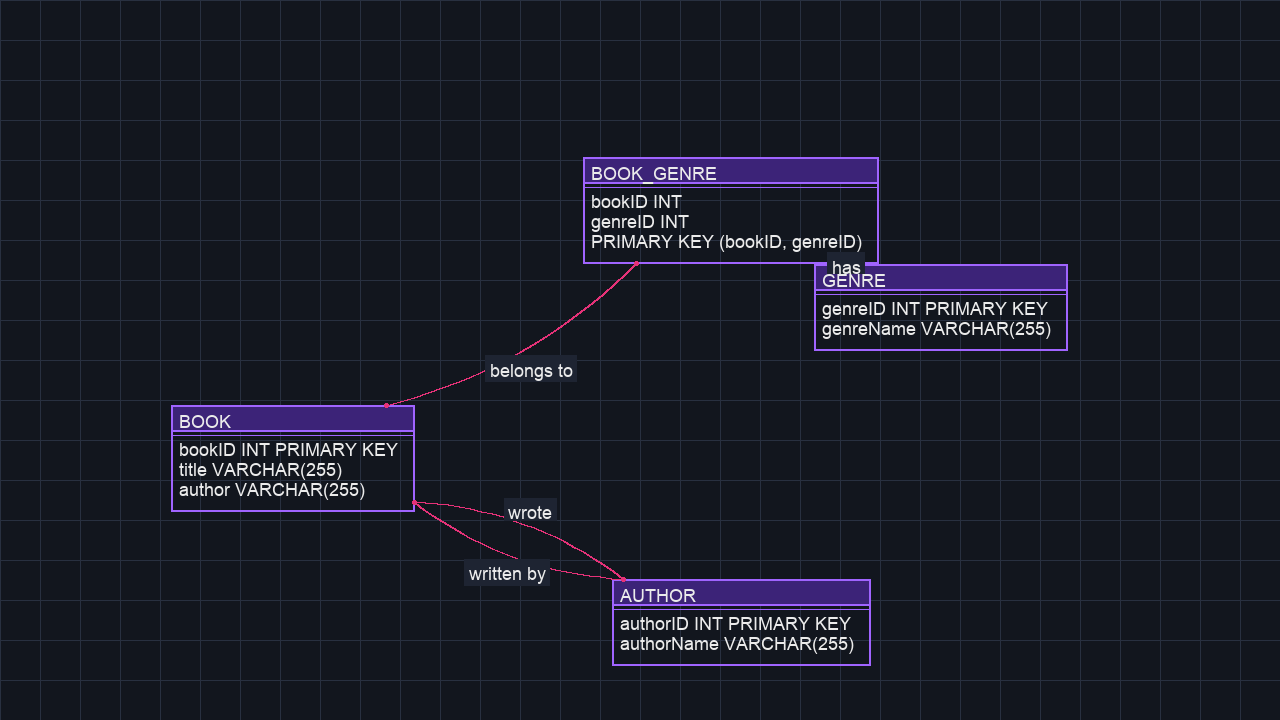 BOOK_GENRE
bookID INT
genreID INT
PRIMARY KEY (bookID, genreID)
has
GENRE
genreID INT PRIMARY KEY
genreName VARCHAR(255)
belongs to
BOOK
bookID INT PRIMARY KEY
title VARCHAR(255)
author VARCHAR(255)
wrote
written by
AUTHOR
authorID INT PRIMARY KEY
authorName VARCHAR(255)